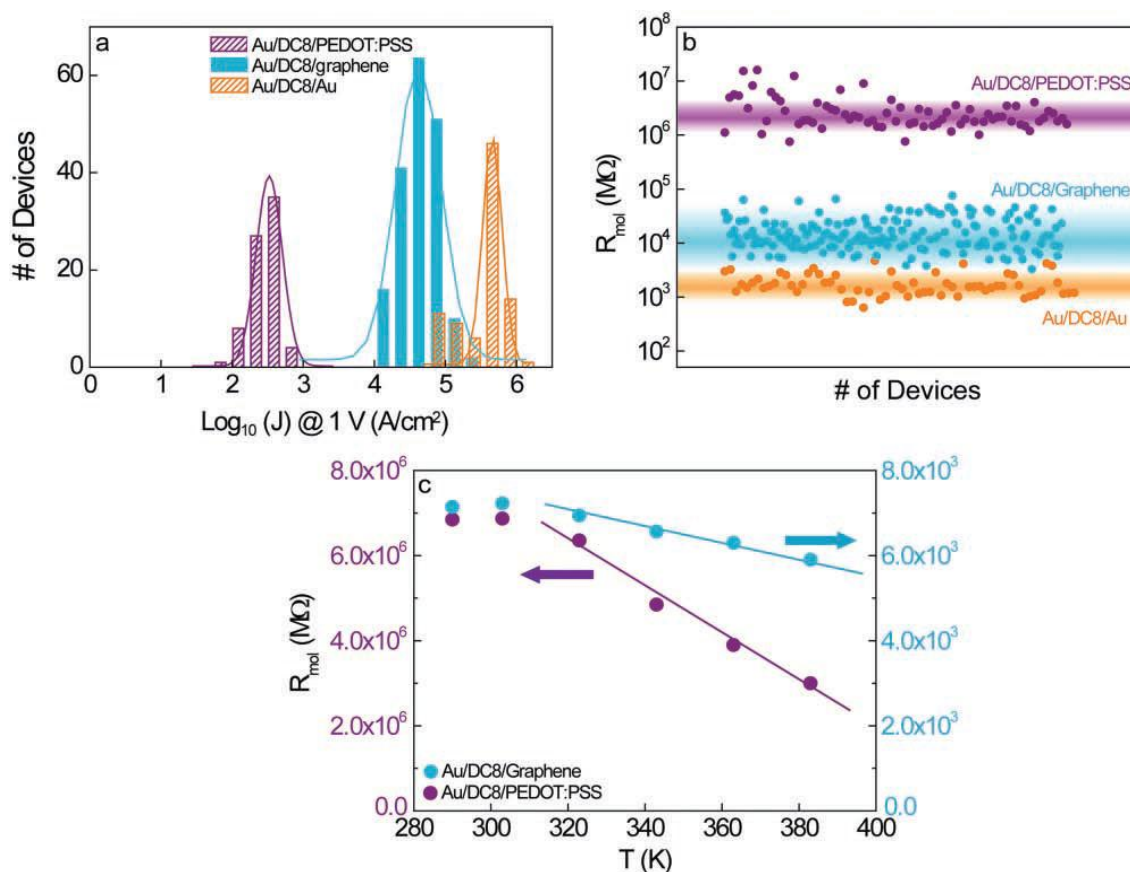 a
Au/DC8/PEDOT:PSS
Au/DC8/graphene
Au/DC8/Au
# of Devices
60
40
20
0
0 1 2 3 4 5 6
Log₁₀ (J) @ 1 V (A/cm²)
b
Au/DC8/PEDOT:PSS
Au/DC8/Graphene
Au/DC8/Au
R_mol (MΩ)
10⁸
10⁷
10⁶
10⁵
10⁴
10³
10²
# of Devices
c
R_mol (MΩ)
8.0x10⁶
6.0x10⁶
4.0x10⁶
2.0x10⁶
0.0
8.0x10³
6.0x10³
4.0x10³
2.0x10³
0.0
R_mol (MΩ)
Au/DC8/Graphene
Au/DC8/PEDOT:PSS
280 300 320 340 360 380 400
T (K)